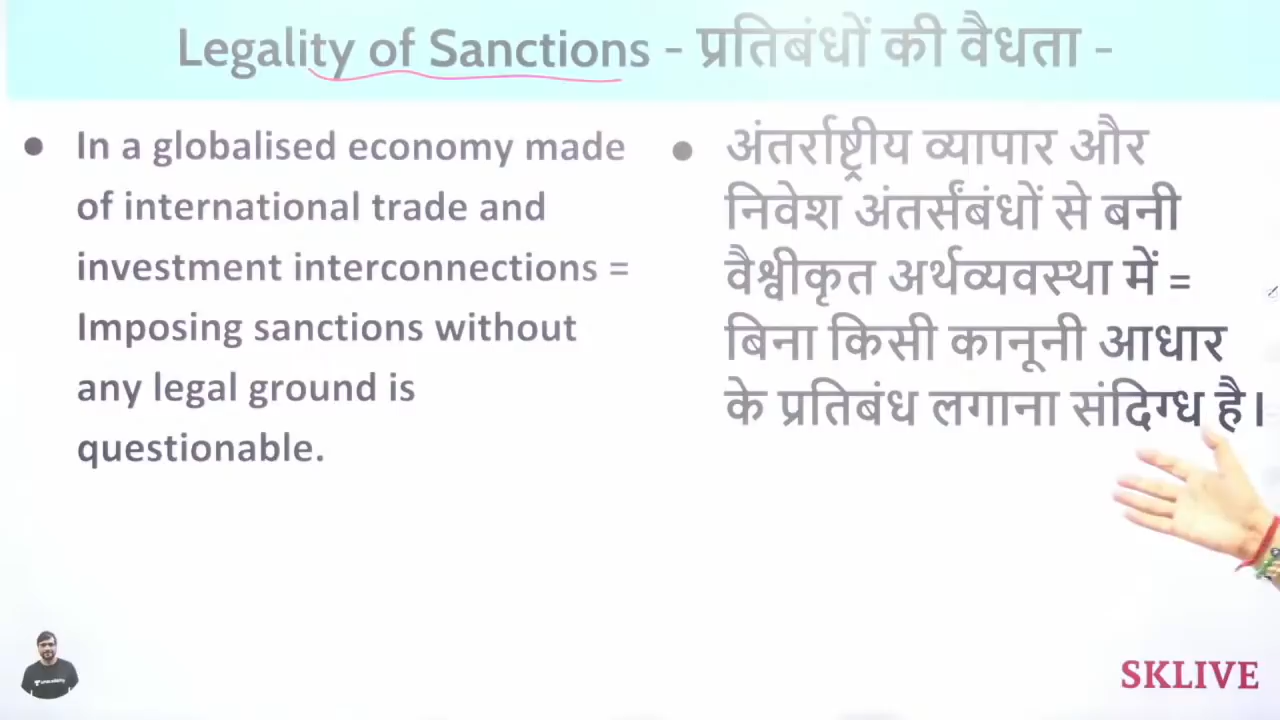 Legality of Sanctions - प्रतिबंधों की वैधता -
● In a globalised economy made
of international trade and
investment interconnections =
Imposing sanctions without
any legal ground is
questionable.
● अंतर्राष्ट्रीय व्यापार और
निवेश अंतर्संबंधों से बनी
वैश्वीकृत अर्थव्यवस्था में =
बिना किसी कानूनी आधार
के प्रतिबंध लगाना संदिग्ध है।
SKLIVE